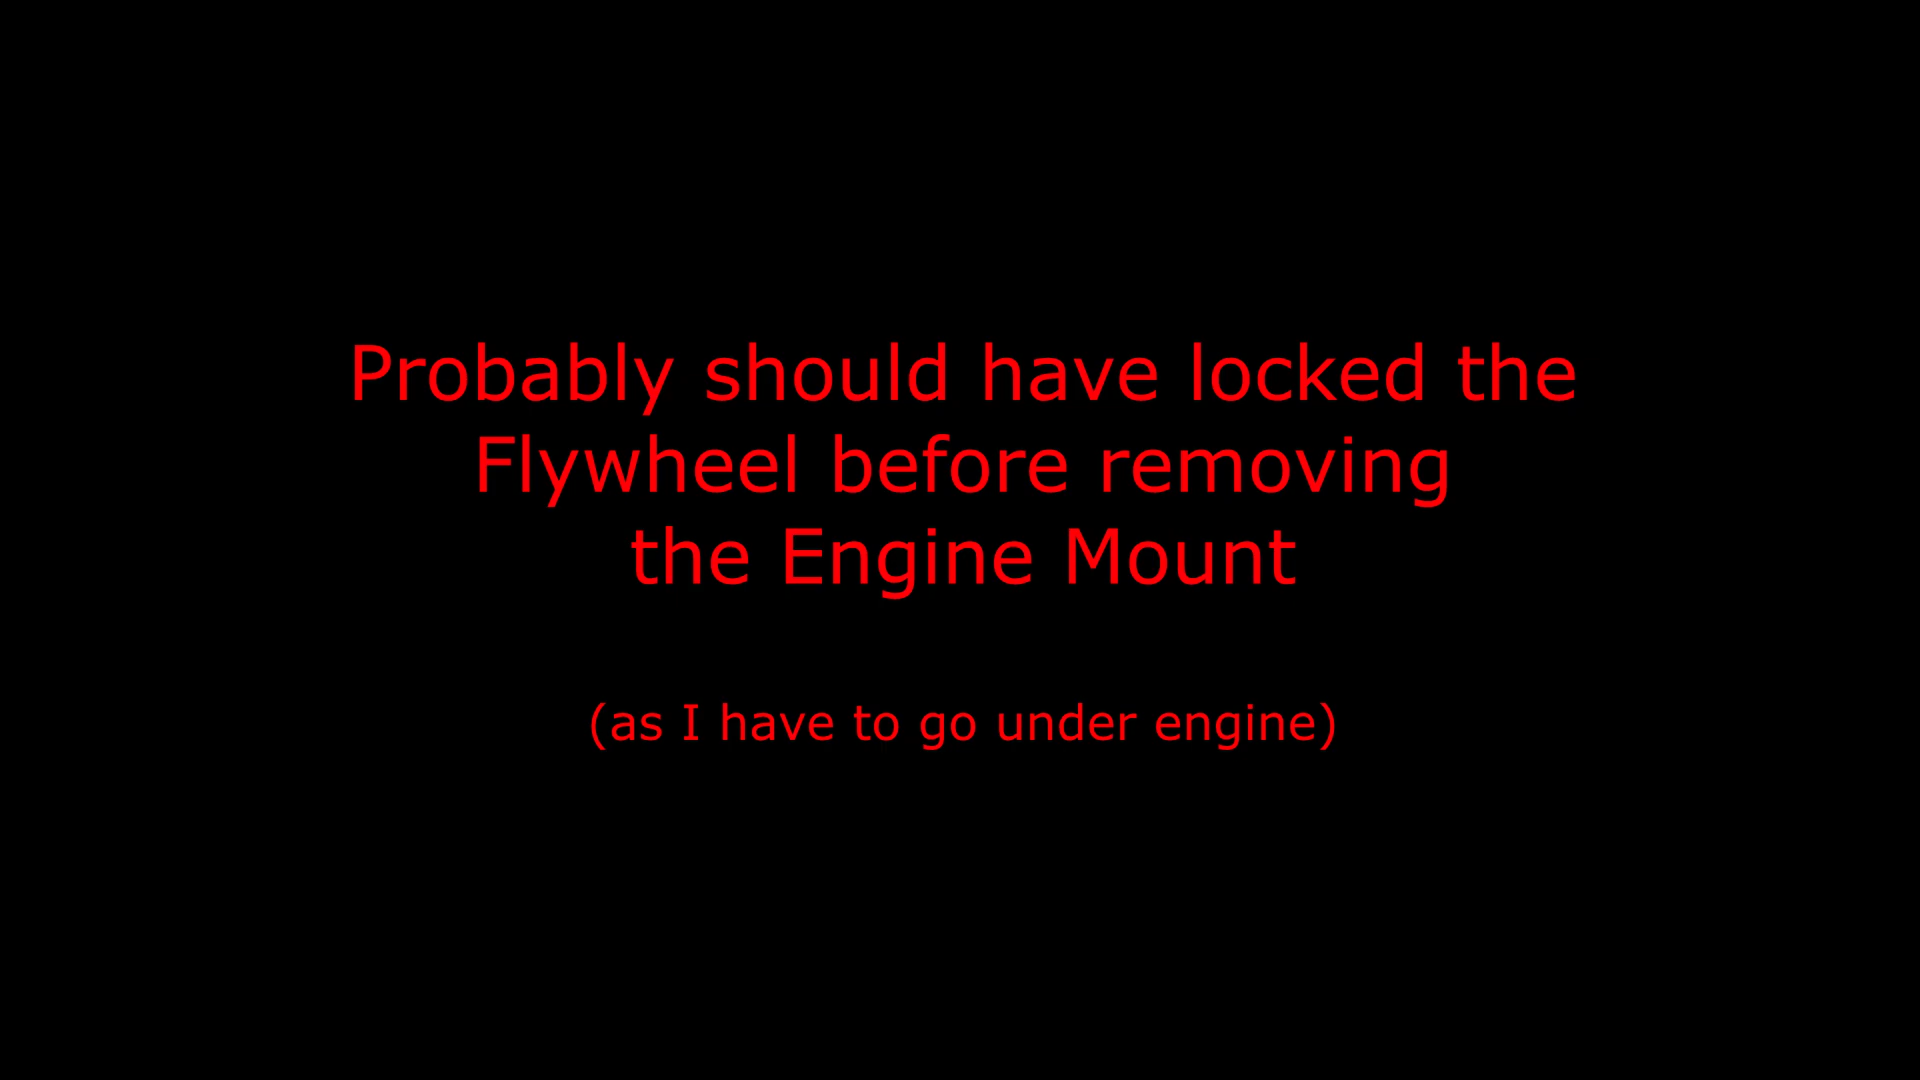 Probably should have locked the
Flywheel before removing
the Engine Mount
(as I have to go under engine)